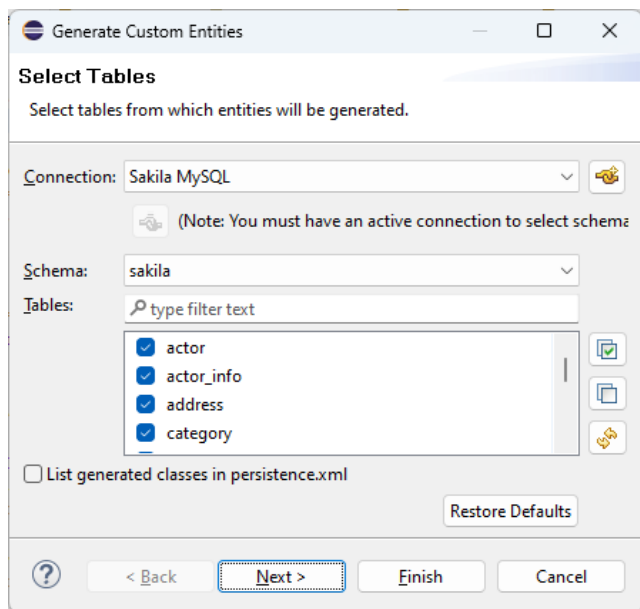 Generate Custom Entities
Select Tables
Select tables from which entities will be generated.
Connection: Sakila MySQL
(Note: You must have an active connection to select schema
Schema: sakila
Tables: type filter text
actor
actor_info
address
category
List generated classes in persistence.xml
Restore Defaults
? < Back Next > Finish Cancel